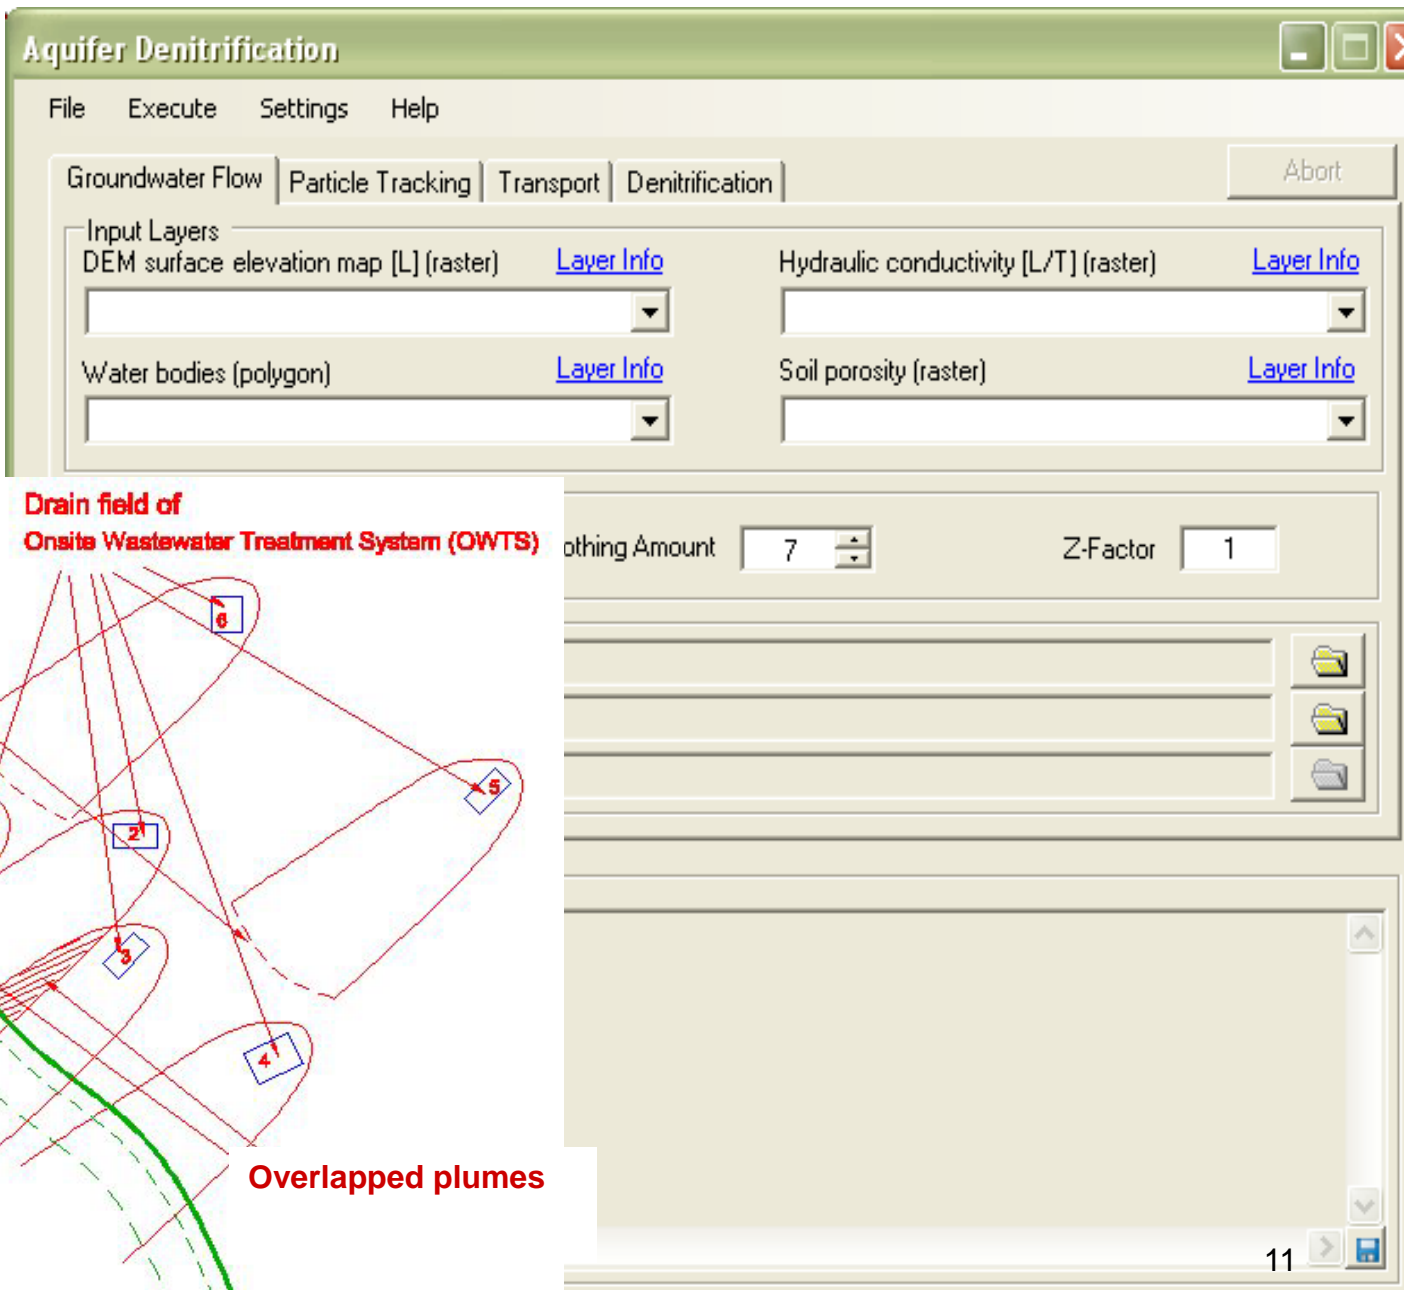 Aquifer Denitrification
File Execute Settings Help
Abort
Groundwater Flow Particle Tracking Transport Denitrification
Input Layers
DEM surface elevation map [L] (raster) Layer Info Hydraulic conductivity [L/T] (raster) Layer Info
Water bodies (polygon) Layer Info Soil porosity (raster) Layer Info
Drain field of
Onsite Wastewater Treatment System (OWTS)
othing Amount 7 Z-Factor 1
6
5
2
3
4
Overlapped plumes
11